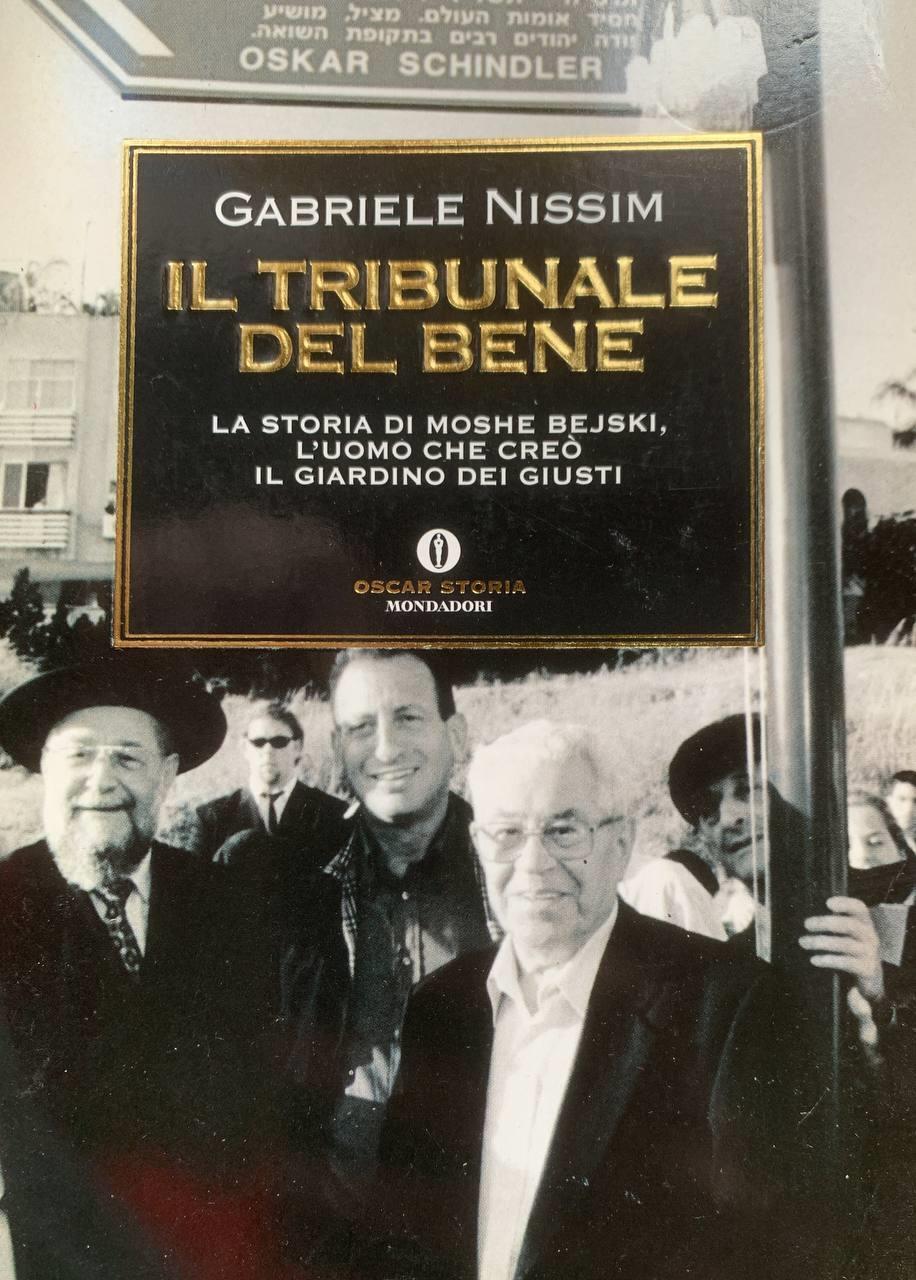 חסיד אומות העולם. מציל, מושיע
ופודה יהודים רבים בתקופת השואה.
OSKAR SCHINDLER
GABRIELE NISSIM
IL TRIBUNALE
DEL BENE
LA STORIA DI MOSHE BEJSKI,
L'UOMO CHE CREÒ
IL GIARDINO DEI GIUSTI
OSCAR STORIA
MONDADORI